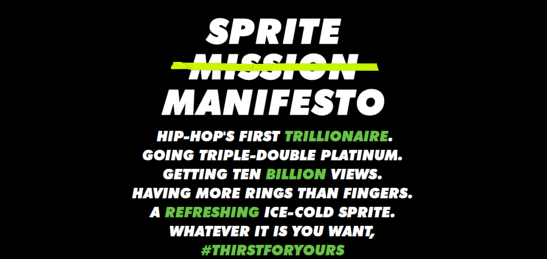 SPRITE
MISSION
MANIFESTO
HIP-HOP'S FIRST TRILLIONAIRE.
GOING TRIPLE-DOUBLE PLATINUM.
GETTING TEN BILLION VIEWS.
HAVING MORE RINGS THAN FINGERS.
A REFRESHING ICE-COLD SPRITE.
WHATEVER IT IS YOU WANT,
#THIRSTFORYOURS